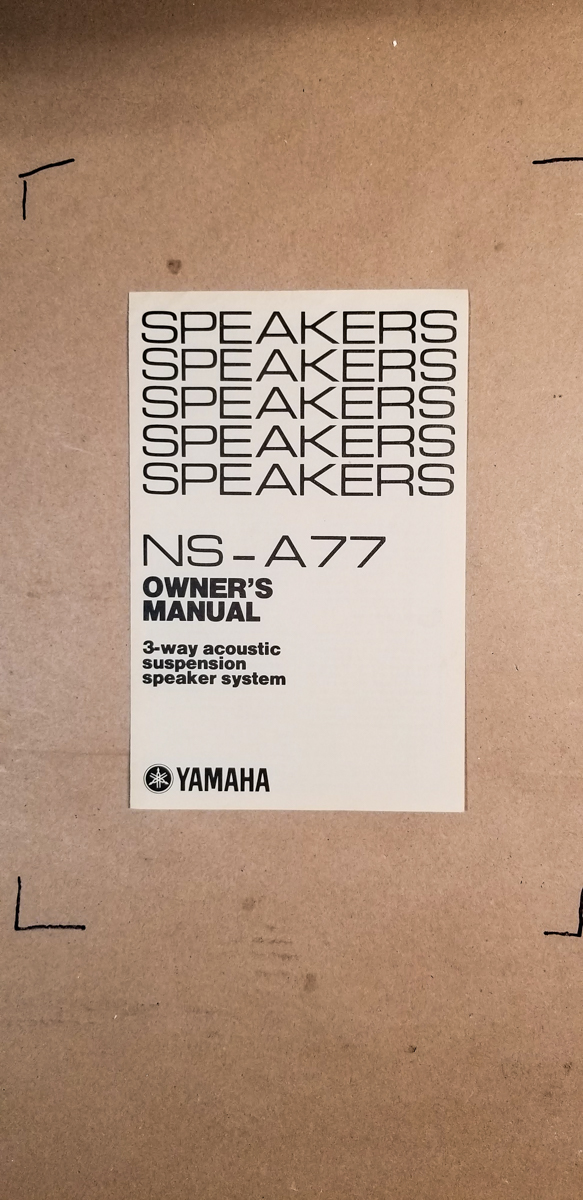 SPEAKERS
SPEAKERS
SPEAKERS
SPEAKERS
SPEAKERS
NS-A77
OWNER'S
MANUAL
3-way acoustic
suspension
speaker system
YAMAHA